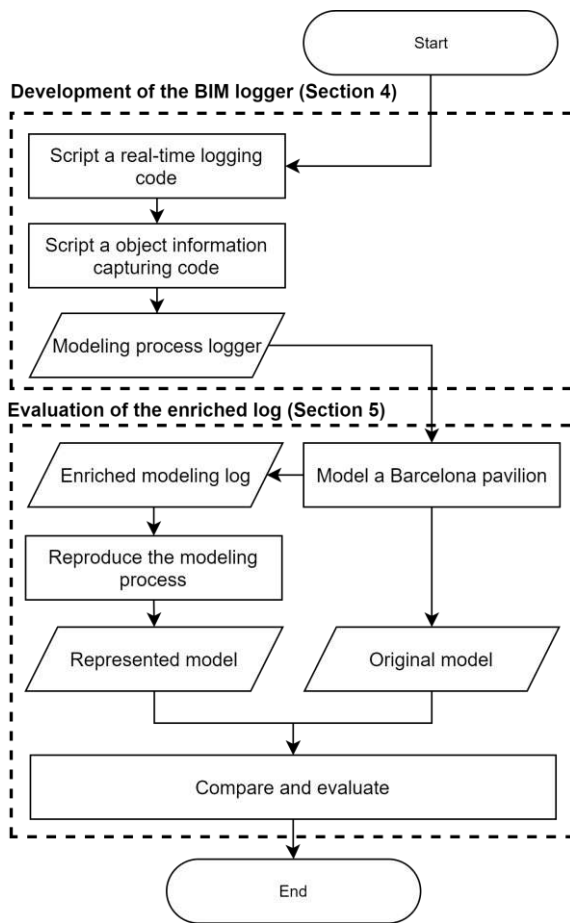 Start
Development of the BIM logger (Section 4)
Script a real-time logging
code
Script a object information
capturing code
Modeling process logger
Evaluation of the enriched log (Section 5)
Enriched modeling log
Model a Barcelona pavilion
Reproduce the modeling
process
Represented model
Original model
Compare and evaluate
End